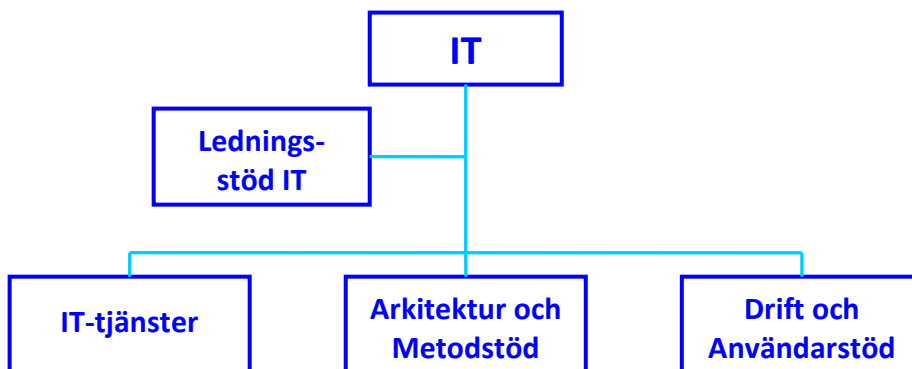 IT
Lednings-
stöd IT
IT-tjänster
Arkitektur och
Metodstöd
Drift och
Användarstöd